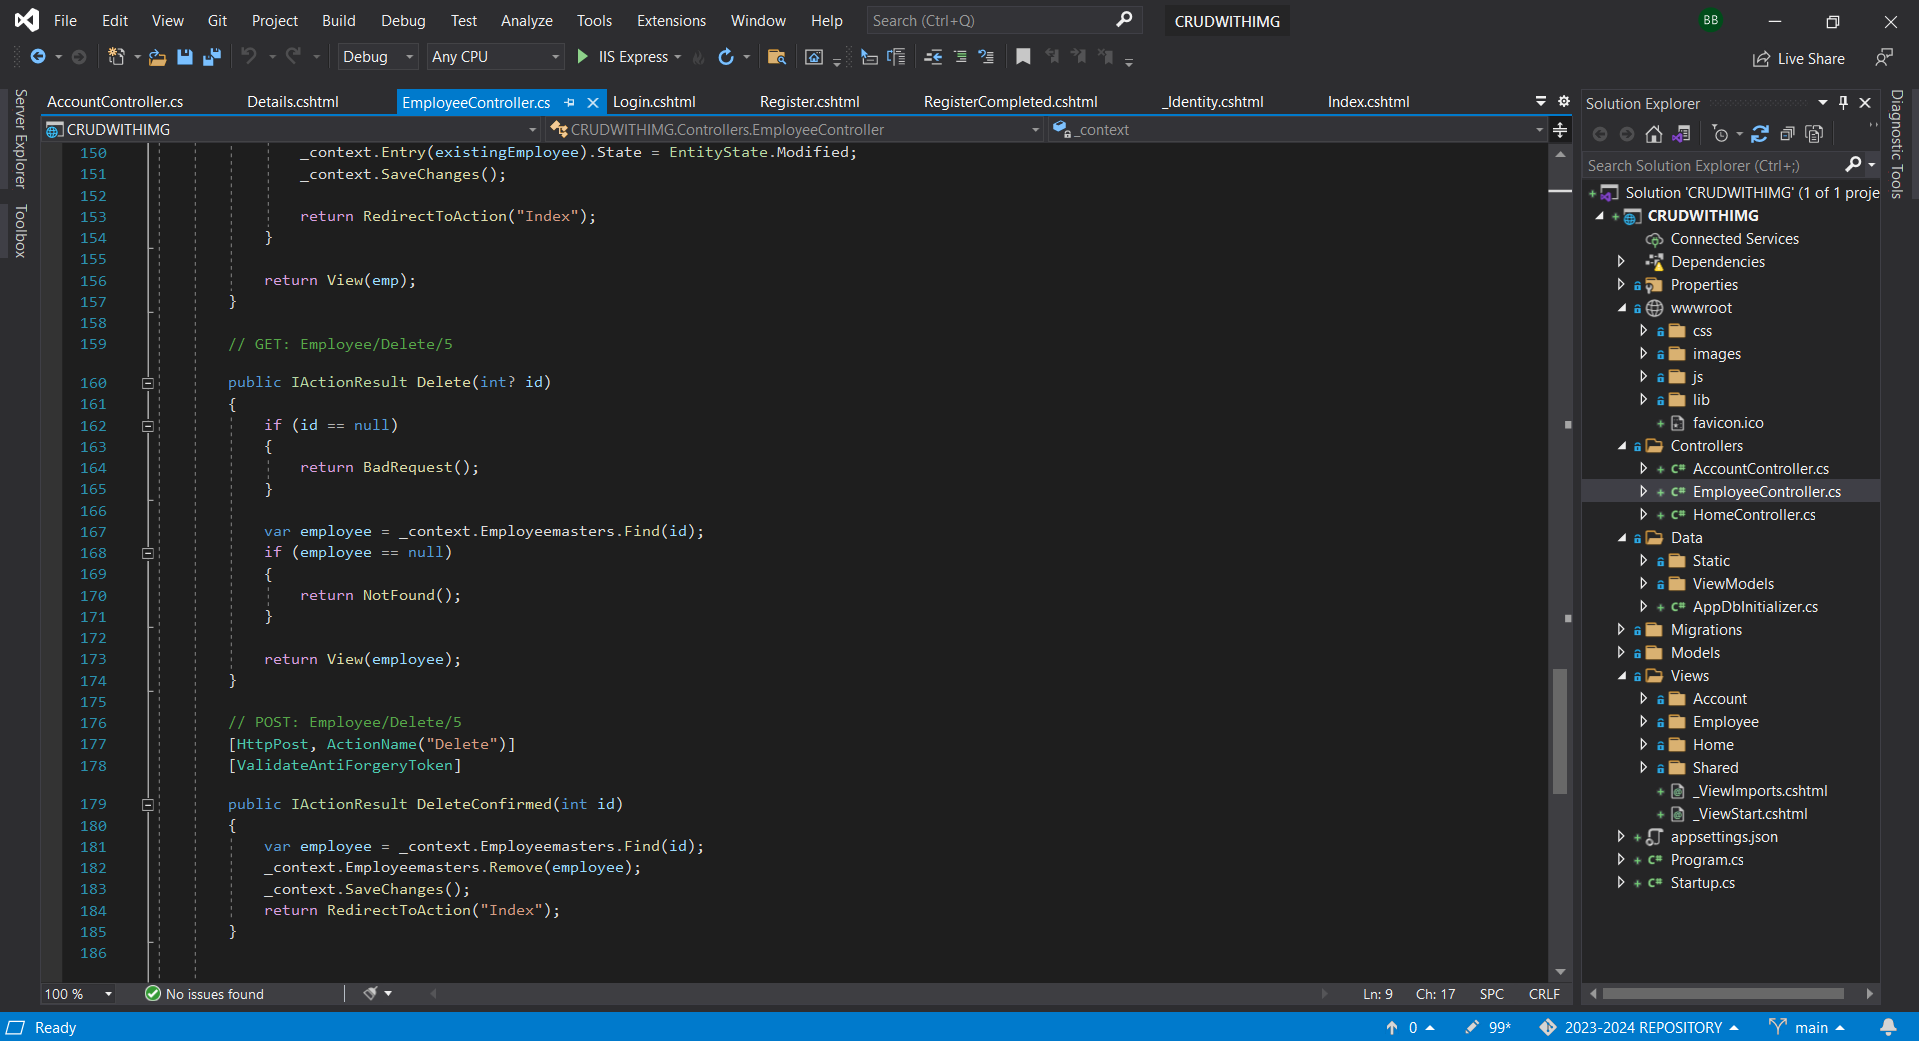 File Edit View Git Project Build Debug Test Analyze Tools Extensions Window Help Search (Ctrl+Q) CRUDWITHIMG BB
Debug Any CPU IIS Express Live Share
Server Explorer
Toolbox
AccountController.cs Details.cshtml EmployeeController.cs Login.cshtml Register.cshtml RegisterCompleted.cshtml _Identity.cshtml Index.cshtml
CRUDWITHIMG CRUDWITHIMG.Controllers.EmployeeController _context
150 _context.Entry(existingEmployee).State = EntityState.Modified;
151 _context.SaveChanges();
152
153 return RedirectToAction("Index");
154 }
155
156 return View(emp);
157 }
158
159 // GET: Employee/Delete/5
160 public IActionResult Delete(int? id)
161 {
162 if (id == null)
163 {
164 return BadRequest();
165 }
166
167 var employee = _context.Employeemasters.Find(id);
168 if (employee == null)
169 {
170 return NotFound();
171 }
172
173 return View(employee);
174 }
175
176 // POST: Employee/Delete/5
177 [HttpPost, ActionName("Delete")]
178 [ValidateAntiForgeryToken]
179 public IActionResult DeleteConfirmed(int id)
180 {
181 var employee = _context.Employeemasters.Find(id);
182 _context.Employeemasters.Remove(employee);
183 _context.SaveChanges();
184 return RedirectToAction("Index");
185 }
186
100 % No issues found Ln: 9 Ch: 17 SPC CRLF
Solution Explorer
Search Solution Explorer (Ctrl+;)
Solution 'CRUDWITHIMG' (1 of 1 proje
CRUDWITHIMG
Connected Services
Dependencies
Properties
wwwroot
css
images
js
lib
favicon.ico
Controllers
C# AccountController.cs
C# EmployeeController.cs
C# HomeController.cs
Data
Static
ViewModels
C# AppDbInitializer.cs
Migrations
Models
Views
Account
Employee
Home
Shared
_ViewImports.cshtml
_ViewStart.cshtml
appsettings.json
C# Program.cs
C# Startup.cs
Diagnostic Tools
Ready 0 99* 2023-2024 REPOSITORY main